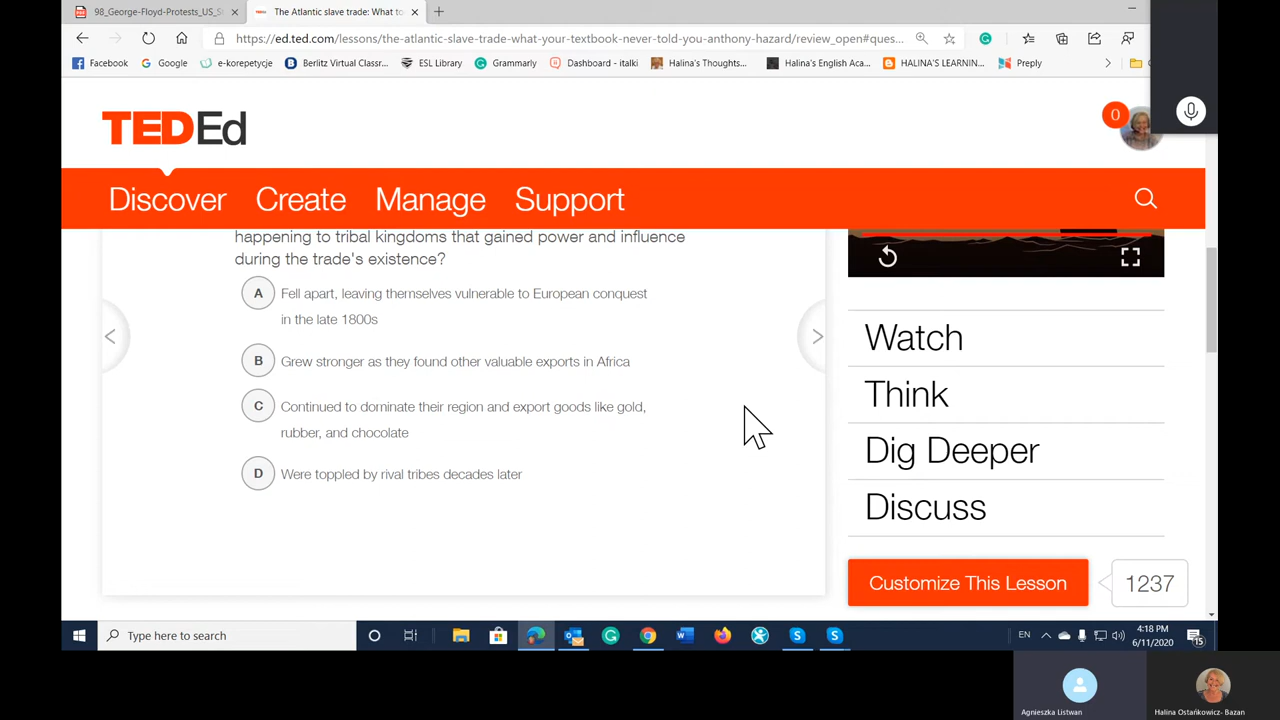 98_George-Floyd-Protests_US_S
The Atlantic slave trade: What to
https://ed.ted.com/lessons/the-atlantic-slave-trade-what-your-textbook-never-told-you-anthony-hazard/review_open#ques...
Facebook
Google
e-korepetycje
Berlitz Virtual Classr...
ESL Library
Grammarly
Dashboard - italki
Halina's Thoughts...
Halina's English Aca...
HALINA'S LEARNIN...
Preply
TEDEd
0
Discover
Create
Manage
Support
happening to tribal kingdoms that gained power and influence
during the trade's existence?
A Fell apart, leaving themselves vulnerable to European conquest
in the late 1800s
B Grew stronger as they found other valuable exports in Africa
C Continued to dominate their region and export goods like gold,
rubber, and chocolate
D Were toppled by rival tribes decades later
Watch
Think
Dig Deeper
Discuss
Customize This Lesson
1237
Type here to search
EN
4:18 PM
6/11/2020
15
Agnieszka Listwan
Halina Ostańkowicz- Bazan